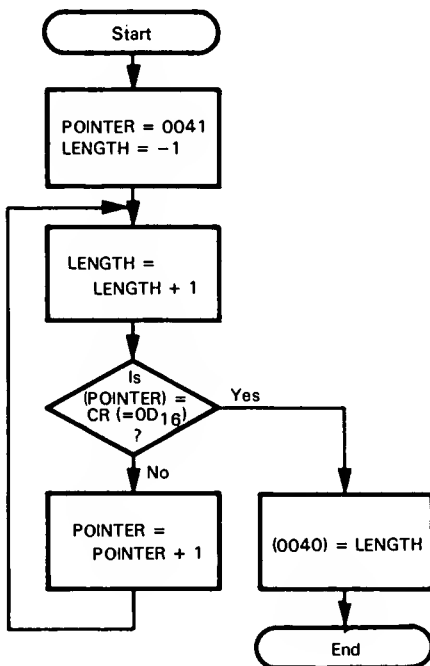 Start
POINTER = 0041
LENGTH = -1
LENGTH =
LENGTH + 1
Is
(POINTER) =
CR (=0D16)
?
Yes
No
POINTER =
POINTER + 1
(0040) = LENGTH
End